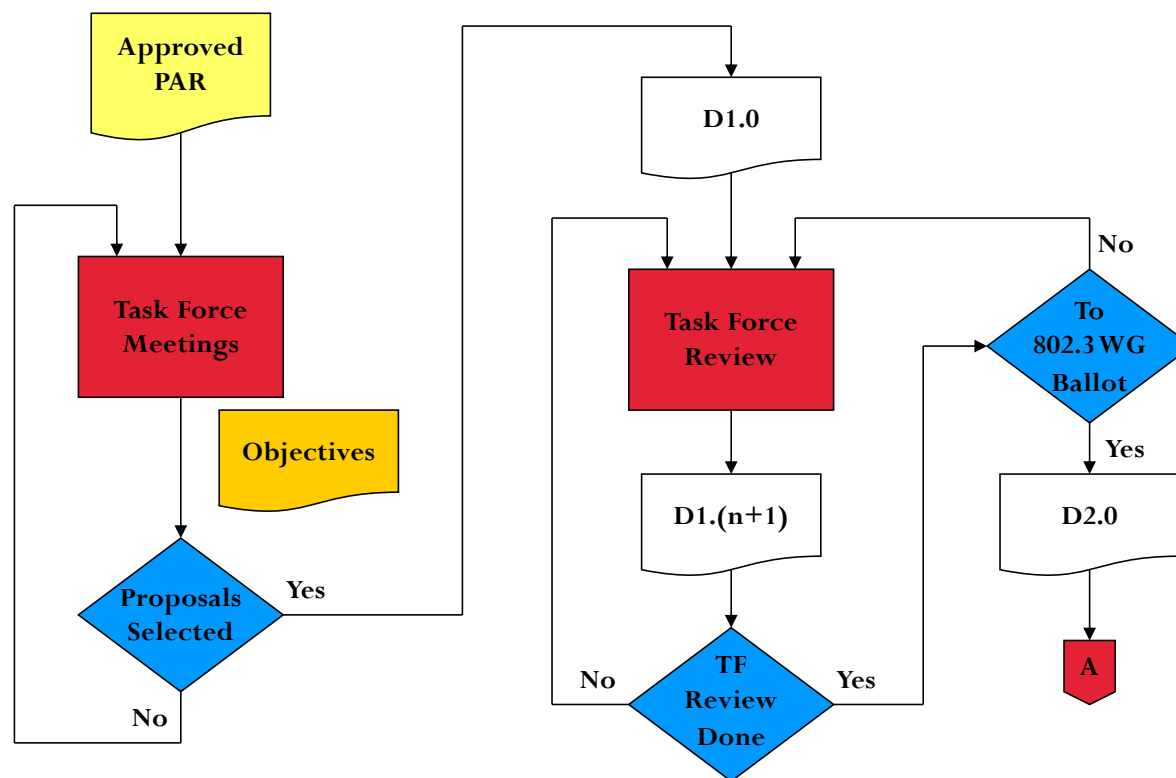 Approved
PAR
Task Force
Meetings
Objectives
Proposals
Selected
Yes
No
D1.0
Task Force
Review
D1.(n+1)
TF
Review
Done
No
Yes
No
To
802.3 WG
Ballot
Yes
D2.0
A